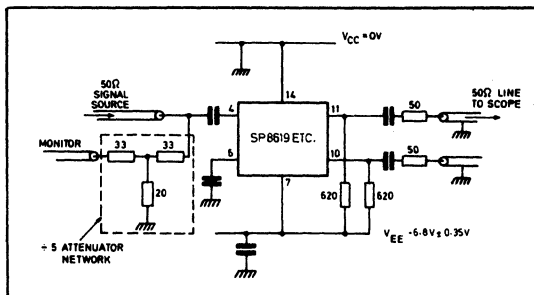 VCC = 0V
50Ω
SIGNAL
SOURCE
14
50
50Ω LINE
TO SCOPE
4
11
SP8619 ETC.
MONITOR
33
33
6
10
50
20
7
620
620
÷ 5 ATTENUATOR
NETWORK
VEE -6.8V ± 0.35V